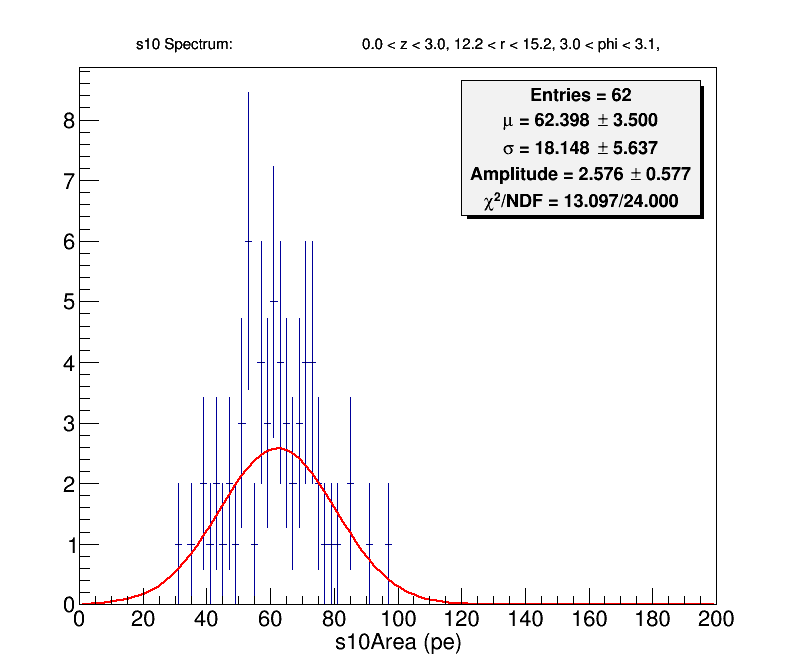 s10 Spectrum: 0.0 < z < 3.0, 12.2 < r < 15.2, 3.0 < phi < 3.1,
Entries = 62
μ = 62.398 ± 3.500
σ = 18.148 ± 5.637
Amplitude = 2.576 ± 0.577
χ²/NDF = 13.097/24.000
8
7
6
5
4
3
2
1
0
0 20 40 60 80 100 120 140 160 180 200
s10Area (pe)